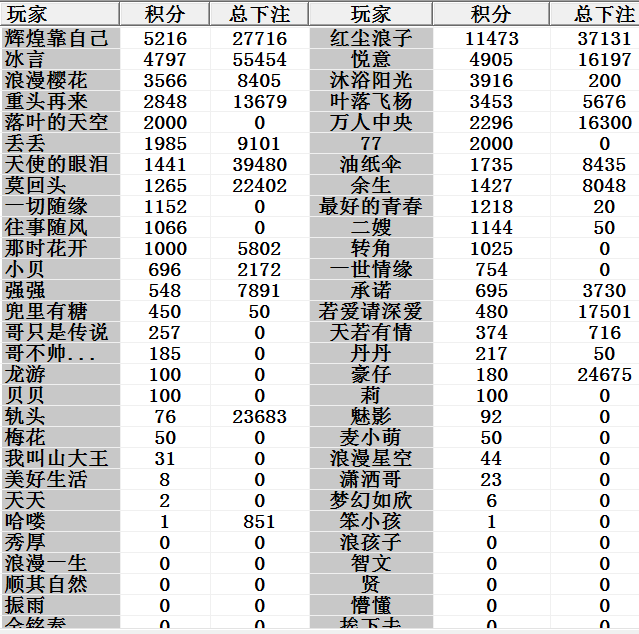 玩家 积分 总下注 玩家 积分 总下注
辉煌靠自己 5216 27716 红尘浪子 11473 37131
冰言 4797 55454 悦意 4905 16197
浪漫樱花 3566 8405 沐浴阳光 3916 200
重头再来 2848 13679 叶落飞杨 3453 5676
落叶的天空 2000 0 万人中央 2296 16300
丢丢 1985 9101 77 2000 0
天使的眼泪 1441 39480 油纸伞 1735 8435
莫回头 1265 22402 余生 1427 8048
一切随缘 1152 0 最好的青春 1218 20
往事随风 1066 0 二嫂 1144 50
那时花开 1000 5802 转角 1025 0
小贝 696 2172 一世情缘 754 0
强强 548 7891 承诺 695 3730
兜里有糖 450 50 若爱请深爱 480 17501
哥只是传说 257 0 天若有情 374 716
哥不帅... 185 0 丹丹 217 50
龙游 100 0 豪仔 180 24675
贝贝 100 0 莉 100 0
轨头 76 23683 魅影 92 0
梅花 50 0 麦小萌 50 0
我叫山大王 31 0 浪漫星空 44 0
美好生活 8 0 潇洒哥 23 0
天天 2 0 梦幻如欣 6 0
哈喽 1 851 笨小孩 1 0
秀厚 0 0 浪孩子 0 0
浪漫一生 0 0 智文 0 0
顺其自然 0 0 贤 0 0
振雨 0 0 懵懂 0 0